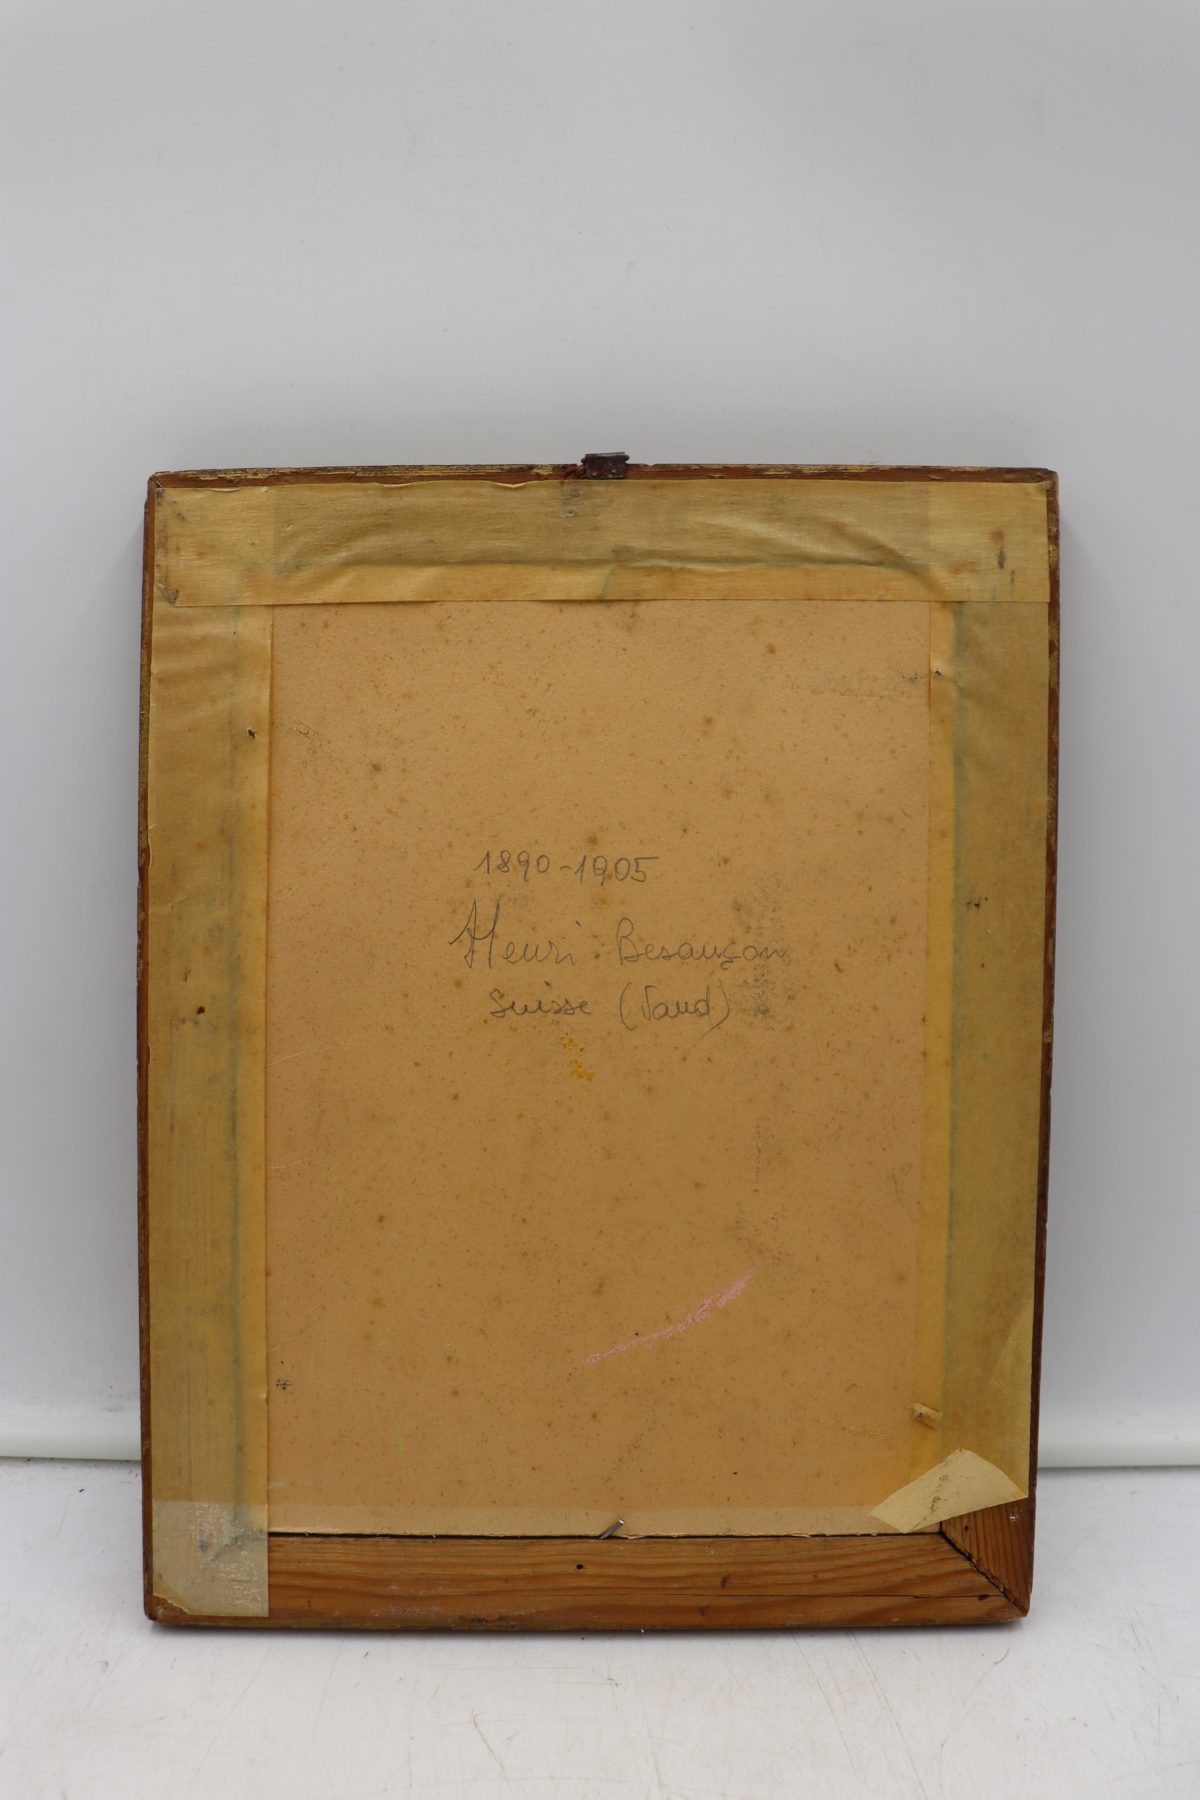 1890-1905
Henri Besançon
Suisse (Vaud)